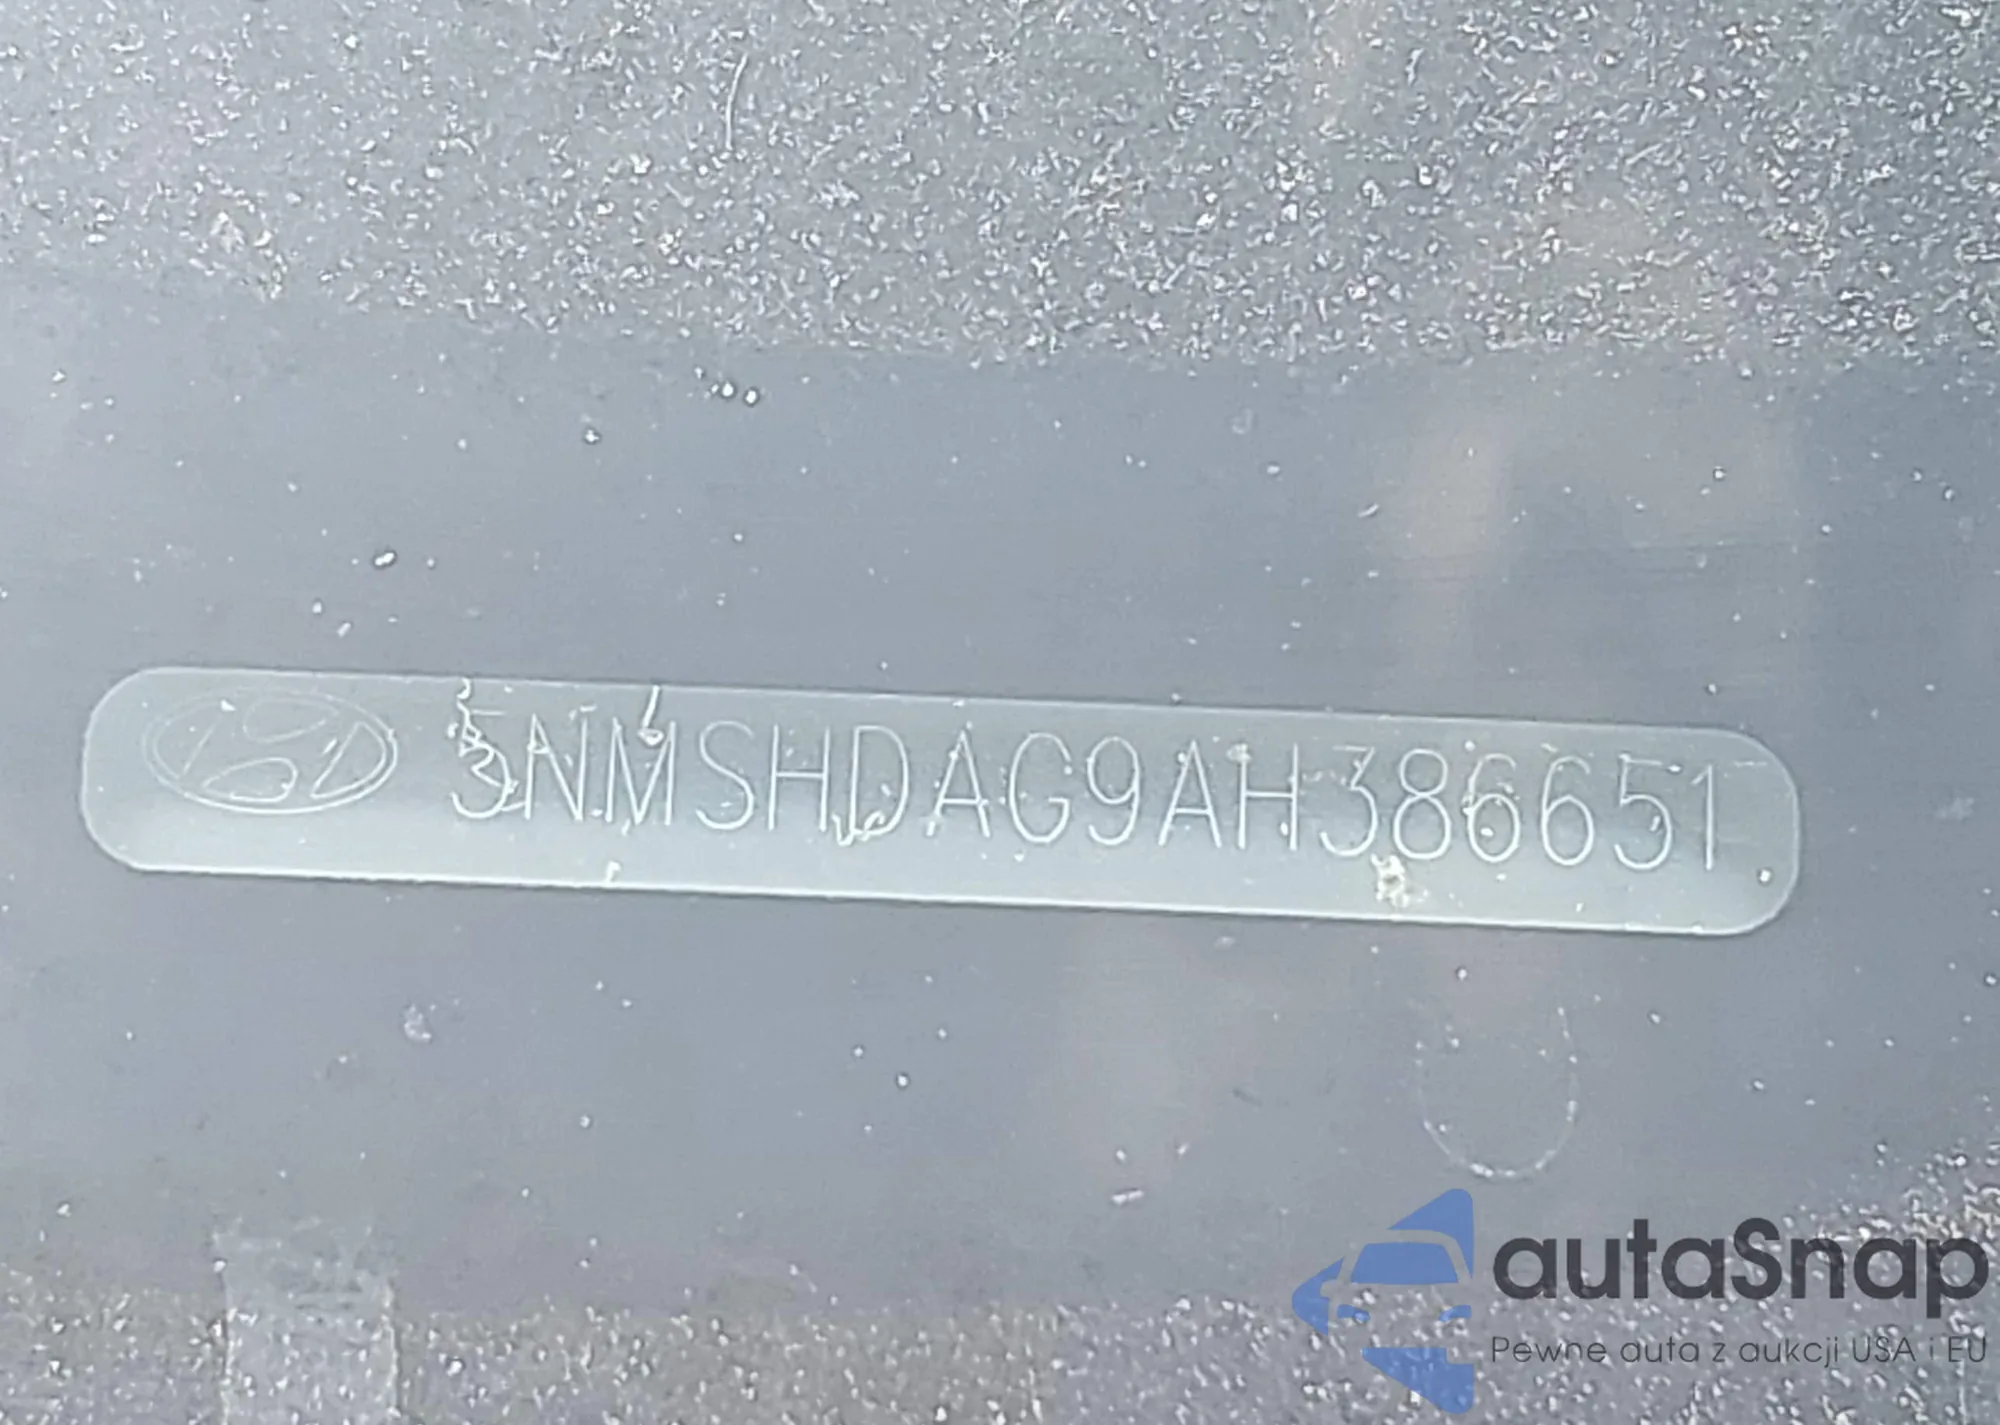 5NMSHDAG9AH386651
autaSnap
Pewne auta z aukcji USA i EU